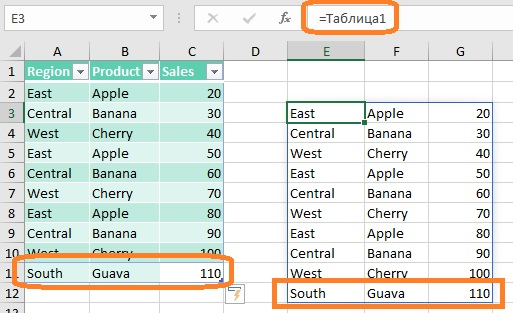 E3 fx =Таблица1
A B C D E F G
1 Region Product Sales
2 East Apple 20
3 Central Banana 30 East Apple 20
4 West Cherry 40 Central Banana 30
5 East Apple 50 West Cherry 40
6 Central Banana 60 East Apple 50
7 West Cherry 70 Central Banana 60
8 East Apple 80 West Cherry 70
9 Central Banana 90 East Apple 80
10 West Cherry 100 Central Banana 90
11 South Guava 110 West Cherry 100
12 South Guava 110